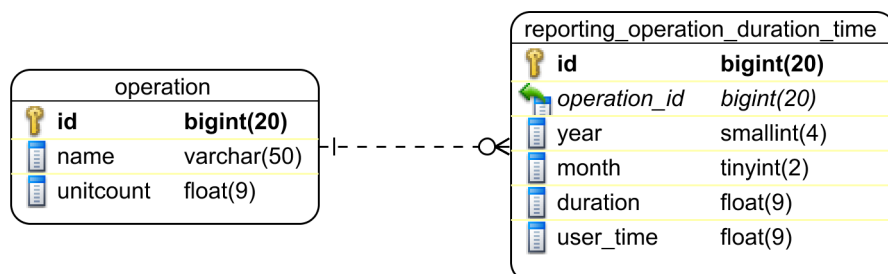 operation
id bigint(20)
name varchar(50)
unitcount float(9)
reporting_operation_duration_time
id bigint(20)
operation_id bigint(20)
year smallint(4)
month tinyint(2)
duration float(9)
user_time float(9)